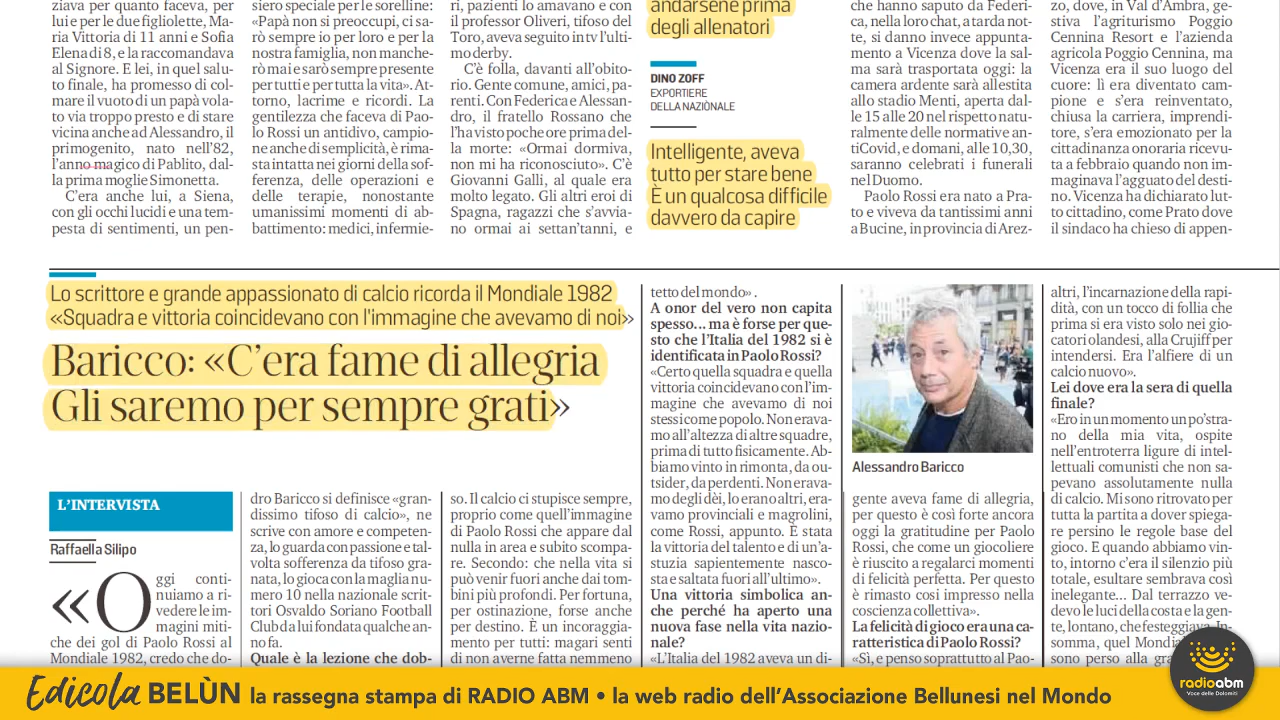 ziava per quanto faceva, per
lui e per le due figliolette, Ma-
ria Vittoria di 11 anni e Sofia
Elena di 8, e la raccomandava
al Signore. E lei, in quel salu-
to finale, ha promesso di col-
mare il vuoto di un papà vola-
to via troppo presto e di stare
vicina anche ad Alessandro, il
primogenito, nato nell'82,
l'anno magico di Pablito, dal-
la prima moglie Simonetta.
C'era anche lui, a Siena,
con gli occhi lucidi e una tem-
pesta di sentimenti, un pen-
siero speciale per le sorelline:
«Papà non si preoccupi, ci sa-
rò sempre io per loro e per la
nostra famiglia, non manche-
rò mai e sarò sempre presente
per tutti e per tutta la vita». At-
torno, lacrime e ricordi. La
gentilezza che faceva di Pao-
lo Rossi un antidivo, campio-
ne anche di semplicità, è rima-
sta intatta nei giorni della sof-
ferenza, delle operazioni e
delle terapie, nonostante
umanissimi momenti di ab-
battimento: medici, infermie-
ri, pazienti lo amavano e con
il professor Oliveri, tifoso del
Toro, aveva seguito in tv l'ulti-
mo derby.
C'è folla, davanti all'obito-
rio. Gente comune, amici, pa-
renti. Con Federica e Alessan-
dro, il fratello Rossano che
l'ha visto poche ore prima del-
la morte: «Ormai dormiva,
non mi ha riconosciuto». C'è
Giovanni Galli, al quale era
molto legato. Gli altri eroi di
Spagna, ragazzi che s'avvia-
no ormai ai settan'tanni, e
andarsene prima
degli allenatori
DINO ZOFF
EXPORTIERE
DELLA NAZIÒNALE
Intelligente, aveva
tutto per stare bene
È un qualcosa difficile
davvero da capire
che hanno saputo da Federi-
ca, nella loro chat, a tarda not-
te, si danno invece appunta-
mento a Vicenza dove la sal-
ma sarà trasportata oggi: la
camera ardente sarà allestita
allo stadio Menti, aperta dal-
le 15 alle 20 nel rispetto natu-
ralmente delle normative an-
tiCovid, e domani, alle 10,30,
saranno celebrati i funerali
nel Duomo.
Paolo Rossi era nato a Pra-
to e viveva da tantissimi anni
a Bucine, in provincia di Arez-
zo, dove, in Val d'Ambra, ge-
stiva l'agriturismo Poggio
Cennina Resort e l'azienda
agricola Poggio Cennina, ma
Vicenza era il suo luogo del
cuore: lì era diventato cam-
pione e s'era reinventato,
chiusa la carriera, imprendi-
tore, s'era emozionato per la
cittadinanza onoraria ricevu-
ta a febbraio quando non im-
maginava l'agguato del desti-
no. Vicenza ha dichiarato lut-
to cittadino, come Prato dove
il sindaco ha chiesto di appen-
Lo scrittore e grande appassionato di calcio ricorda il Mondiale 1982
«Squadra e vittoria coincidevano con l'immagine che avevamo di noi»
Baricco: «C'era fame di allegria
Gli saremo per sempre grati»
L'INTERVISTA
Raffaella Silipo
«Oggi conti-
nuiamo a ri-
vedere le im-
magini miti-
che dei gol di Paolo Rossi al
Mondiale 1982, credo che do-
dro Baricco si definisce «gran-
dissimo tifoso di calcio», ne
scrive con amore e competen-
za, lo guarda con passione e tal-
volta sofferenza da tifoso gra-
nata, lo gioca con la maglia nu-
mero 10 nella nazionale scrit-
tori Osvaldo Soriano Football
Club da lui fondata qualche an-
no fa.
Quale è la lezione che dob-
so. Il calcio ci stupisce sempre,
proprio come quell'immagine
di Paolo Rossi che appare dal
nulla in area e subito scompa-
re. Secondo: che nella vita si
può venir fuori anche dai tom-
bini più profondi. Per fortuna,
per ostinazione, forse anche
per destino. È un incoraggia-
mento per tutti: magari senti
di non averne fatta nemmeno
tetto del mondo» .
A onor del vero non capita
spesso... ma è forse per que-
sto che l'Italia del 1982 si è
identificata in Paolo Rossi?
«Certo quella squadra e quella
vittoria coincidevano con l'im-
magine che avevamo di noi
stessi come popolo. Non erava-
mo all'altezza di altre squadre,
prima di tutto fisicamente. Ab-
biamo vinto in rimonta, da ou-
tsider, da perdenti. Non erava-
mo degli dèi, lo erano altri, era-
vamo provinciali e magrolini,
come Rossi, appunto. È stata
la vittoria del talento e di un'a-
stuzia sapientemente nasco-
sta e saltata fuori all'ultimo».
Una vittoria simbolica an-
che perché ha aperto una
nuova fase nella vita nazio-
nale?
«L'Italia del 1982 aveva un di-
Alessandro Baricco
gente aveva fame di allegria,
per questo è così forte ancora
oggi la gratitudine per Paolo
Rossi, che come un giocoliere
è riuscito a regalarci momenti
di felicità perfetta. Per questo
è rimasto così impresso nella
coscienza collettiva».
La felicità di gioco era una ca-
ratteristica di Paolo Rossi?
«Sì, e penso soprattutto al Pao-
altri, l'incarnazione della rapi-
dità, con un tocco di follia che
prima si era visto solo nei gio-
catori olandesi, alla Crujiff per
intendersi. Era l'alfiere di un
calcio nuovo».
Lei dove era la sera di quella
finale?
«Ero in un momento un po'stra-
no della mia vita, ospite
nell'entroterra ligure di intel-
lettuali comunisti che non sa-
pevano assolutamente nulla
di calcio. Mi sono ritrovato per
tutta la partita a dover spiega-
re persino le regole base del
gioco. E quando abbiamo vin-
to, intorno c'era il silenzio più
totale, esultare sembrava così
inelegante... Dal terrazzo ve-
devo le luci della costa e la gen-
te, lontano, che festeggiava. In-
somma, quel Mondia
sono perso alla gra
Edicola BELÙN la rassegna stampa di RADIO ABM • la web radio dell'Associazione Bellunesi nel Mondo
radioabm
Voce delle Dolomiti